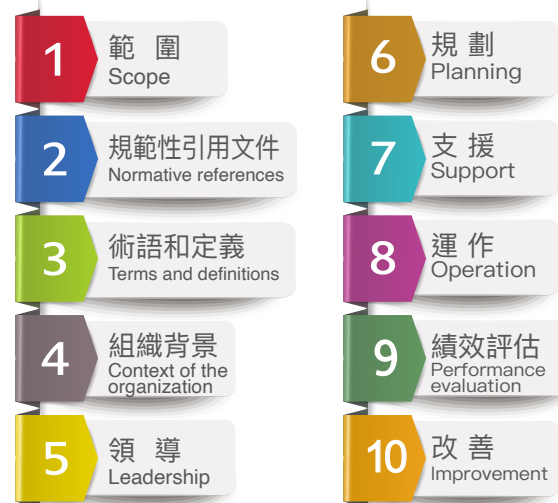 1
範 圍
Scope
2
規範性引用文件
Normative references
3
術語和定義
Terms and definitions
4
組織背景
Context of the
organization
5
領 導
Leadership
6
規 劃
Planning
7
支 援
Support
8
運 作
Operation
9
績效評估
Performance
evaluation
10
改 善
Improvement